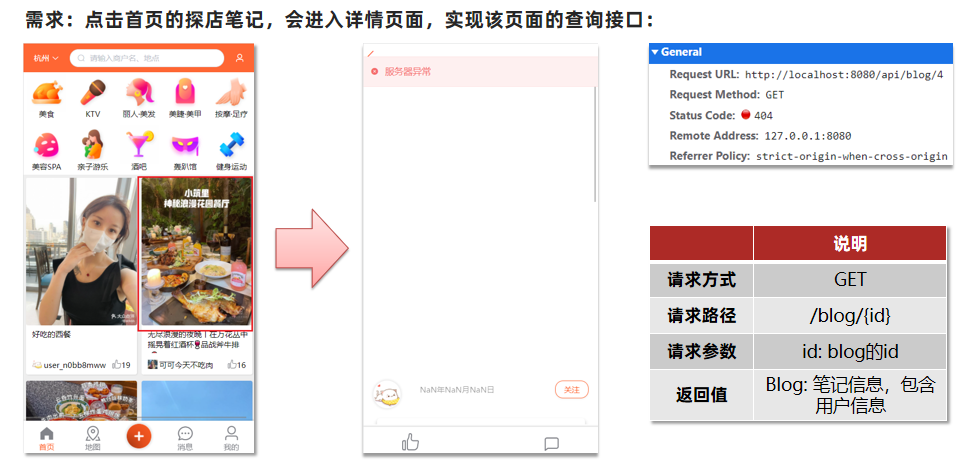 需求：点击首页的探店笔记，会进入详情页面，实现该页面的查询接口：
杭州
请输入商户名、地点
美食
KTV
丽人·美发
美睫·美甲
按摩·足疗
美容SPA
亲子游乐
酒吧
轰趴馆
健身运动
小筑里
神秘浪漫花园餐厅
好吃的西餐
无尽浪漫的夜晚丨在万花丛中
摇晃着红酒杯🍷品战斧牛排
user_n0bb8mww
19
可可今天不吃肉
16
首页
地图
消息
我的
服务器异常
NaN年NaN月NaN日
关注
General
Request URL: http://localhost:8080/api/blog/4
Request Method: GET
Status Code: 404
Remote Address: 127.0.0.1:8080
Referrer Policy: strict-origin-when-cross-origin
说明
请求方式
GET
请求路径
/blog/{id}
请求参数
id: blog的id
返回值
Blog: 笔记信息，包含
用户信息